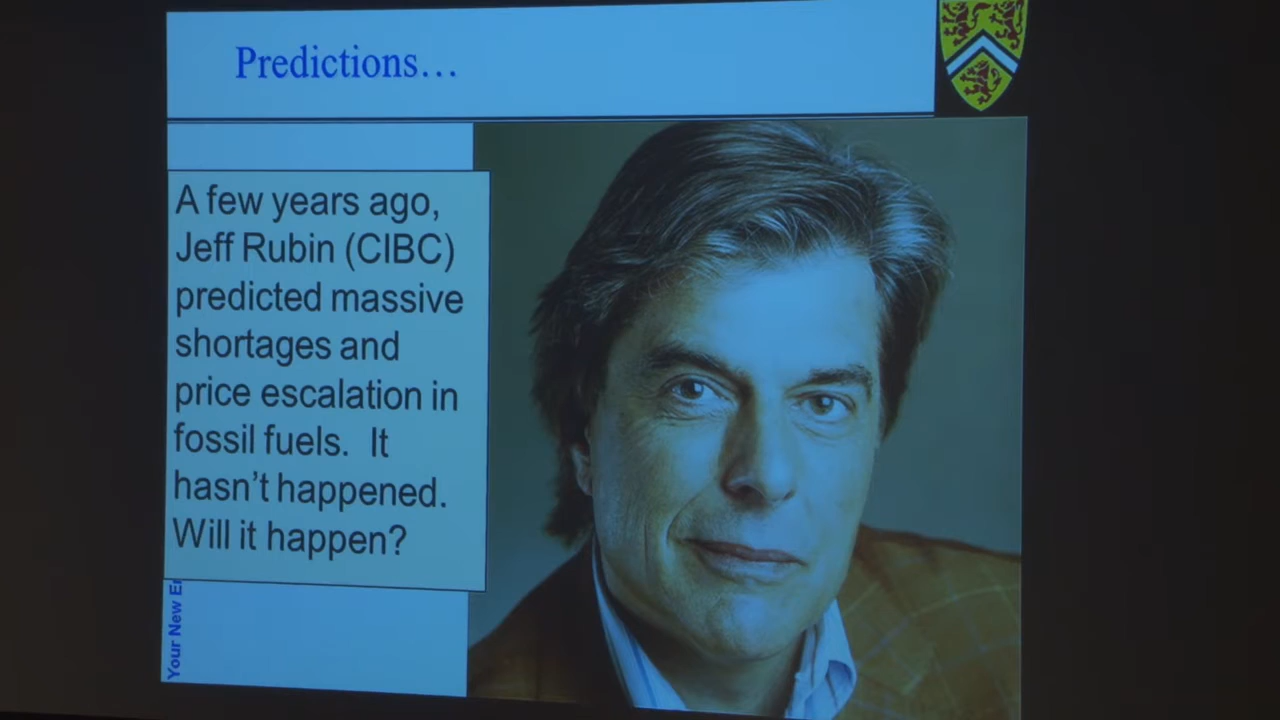 Predictions…
A few years ago,
Jeff Rubin (CIBC)
predicted massive
shortages and
price escalation in
fossil fuels.  It
hasn't happened.
Will it happen?
Your New